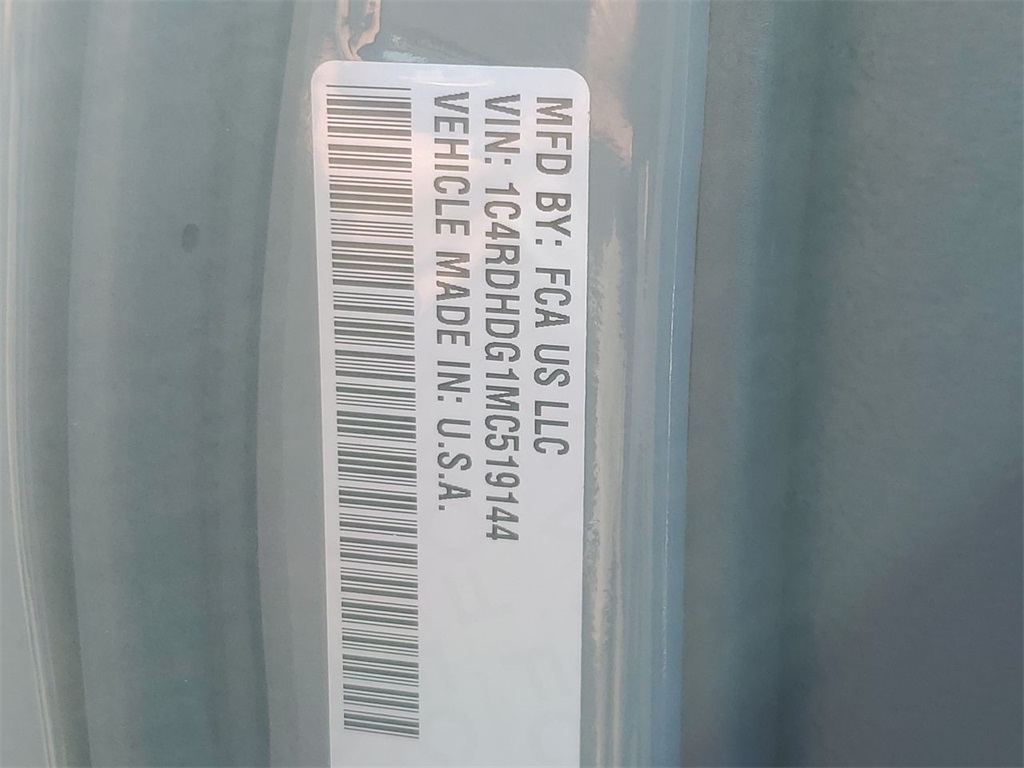 MFD BY: FCA US LLC
VIN: 1C4RDHDG1MC519144
VEHICLE MADE IN: U.S.A.